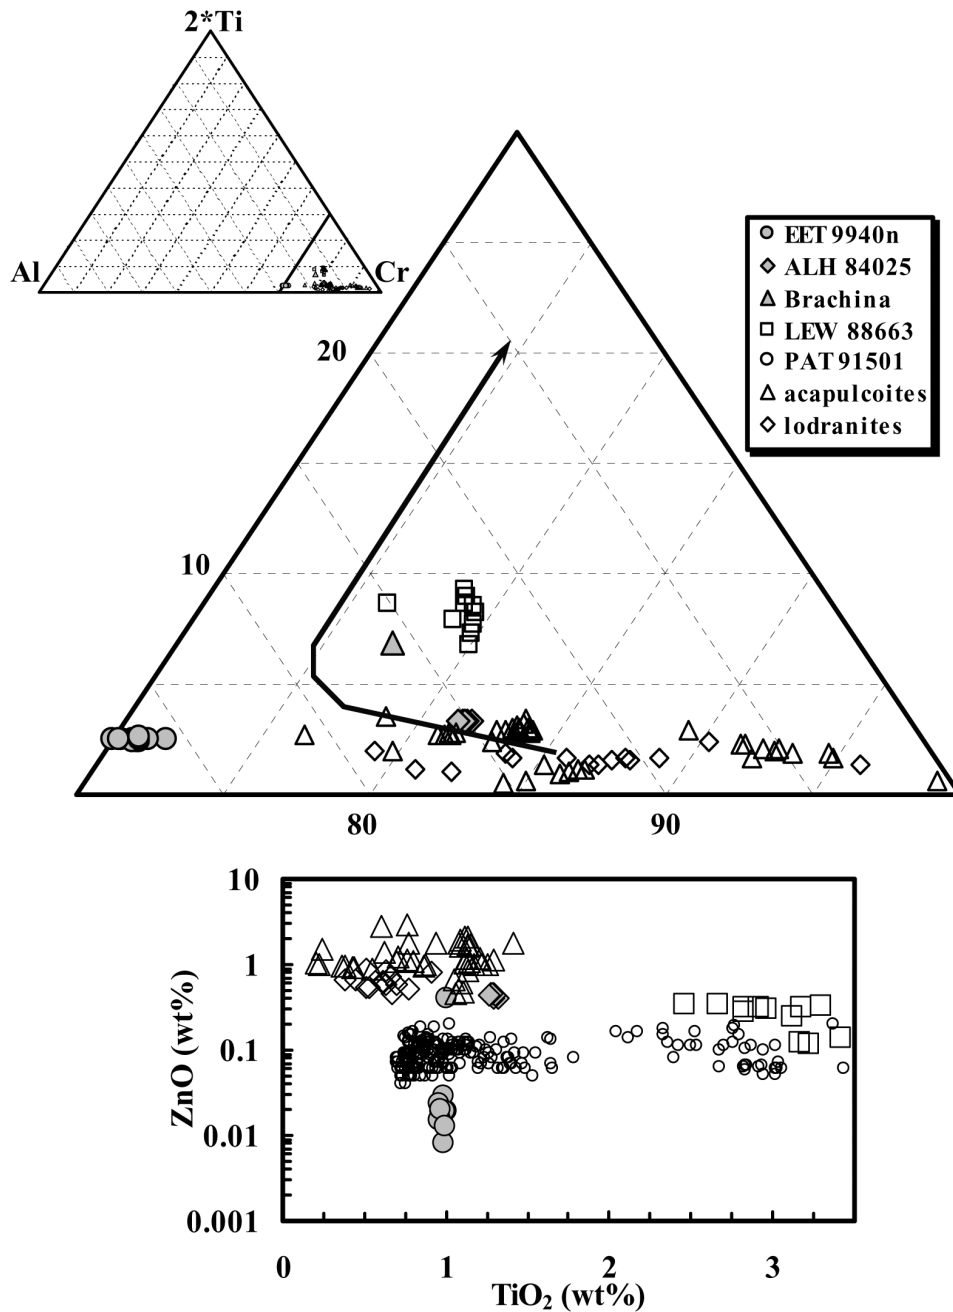 2*Ti
Al
Cr
EET 9940n
ALH 84025
Brachina
LEW 88663
PAT 91501
acapulcoites
lodranites
20
10
80
90
10
1
0.1
0.01
0.001
ZnO (wt%)
0
1
2
3
TiO₂ (wt%)